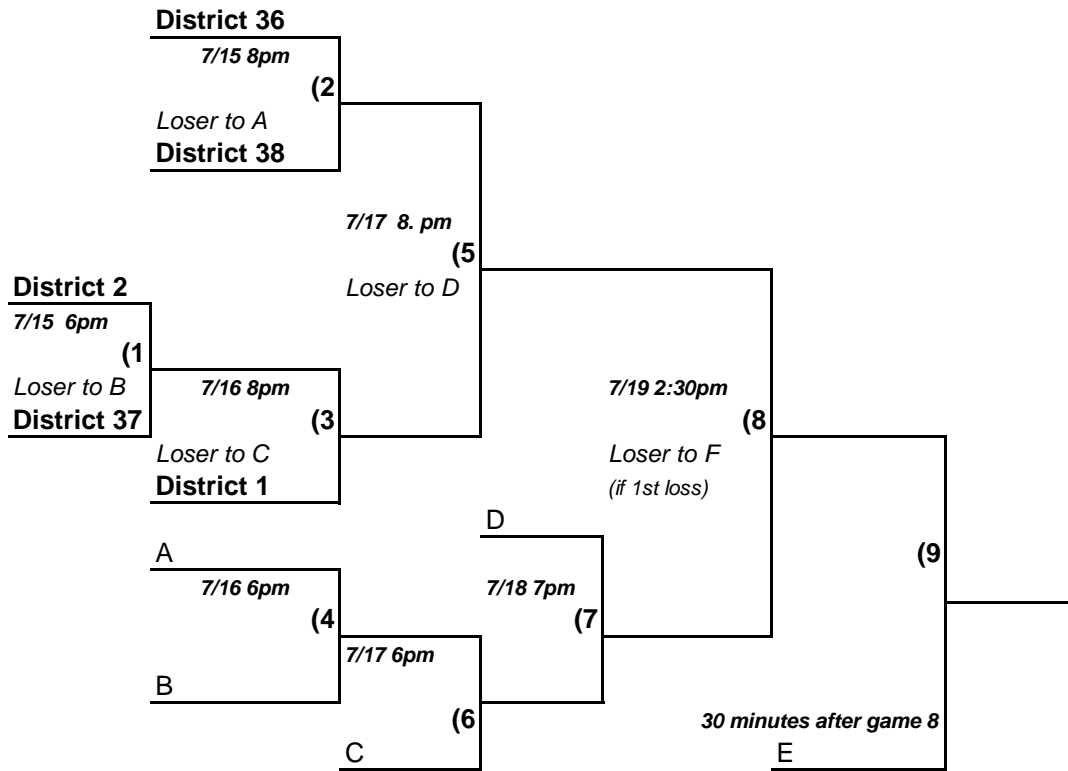 District 36
7/15 8pm
(2
Loser to A
District 38
7/17 8. pm
(5
District 2
Loser to D
7/15 6pm
(1
Loser to B
7/16 8pm
7/19 2:30pm
District 37
(3
(8
Loser to C
Loser to F
District 1
(if 1st loss)
D
A
(9
7/16 6pm
7/18 7pm
(4
(7
7/17 6pm
B
(6
30 minutes after game 8
C
E